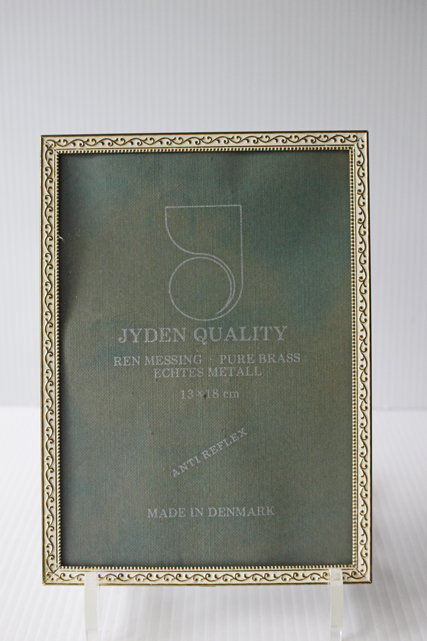 JYDEN QUALITY
REN MESSING · PURE BRASS
ECHTES METALL
13 x 18 cm
ANTI REFLEX
MADE IN DENMARK